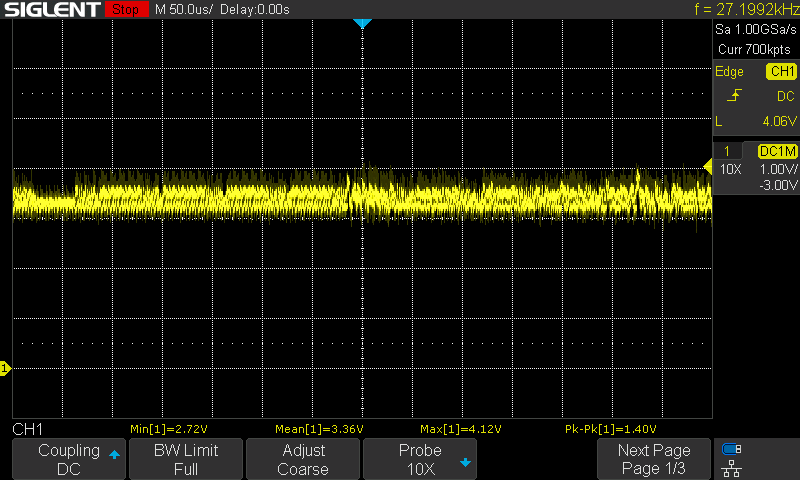 SIGLENT Stop M 50.0us/ Delay:0.00s f = 27.1992kHz
Sa 1.00GSa/s
Curr 700kpts
Edge CH1
DC
L 4.06V
1 DC1M
10X 1.00V/
-3.00V
1
CH1 Min[1]=2.72V Mean[1]=3.36V Max[1]=4.12V Pk-Pk[1]=1.40V
Coupling BW Limit Adjust Probe Next Page
DC Full Coarse 10X Page 1/3